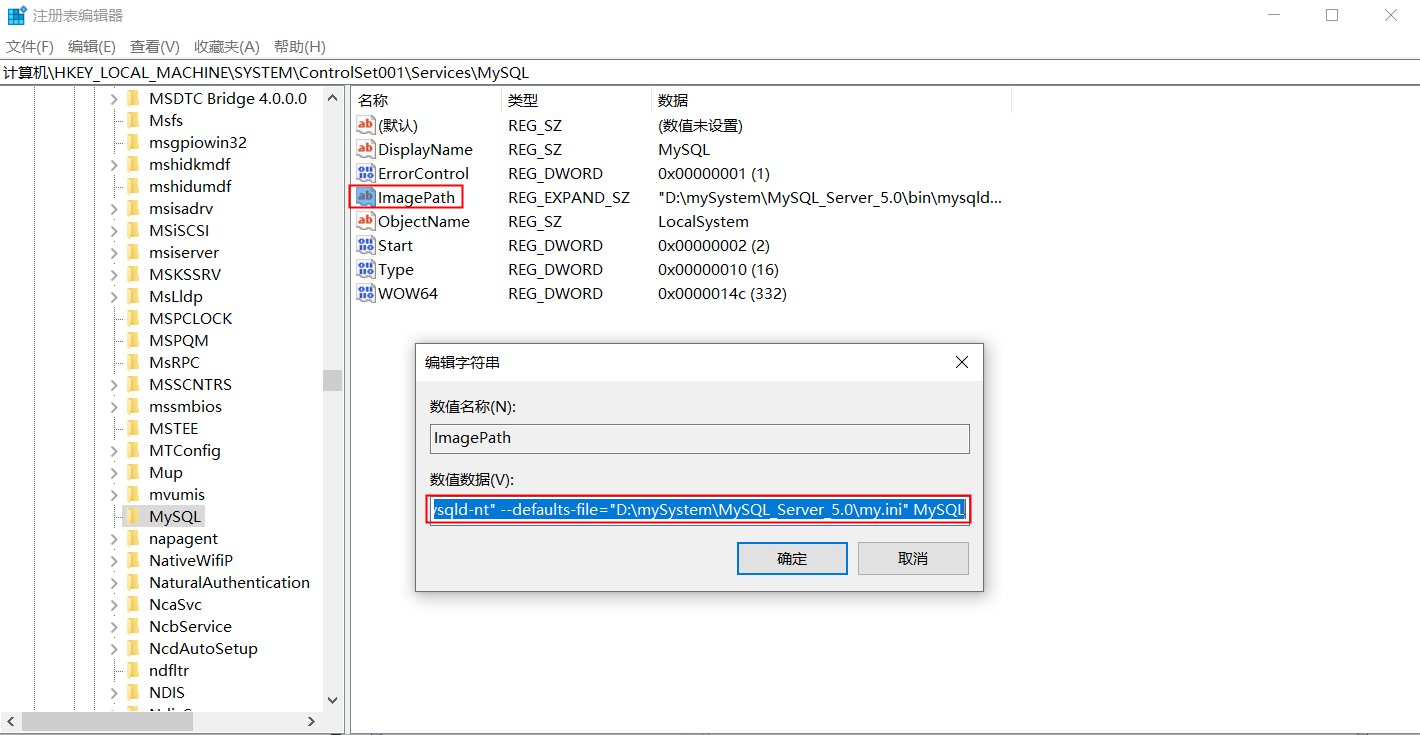 注册表编辑器
文件(F) 编辑(E) 查看(V) 收藏夹(A) 帮助(H)
计算机\HKEY_LOCAL_MACHINE\SYSTEM\ControlSet001\Services\MySQL
MSDTC Bridge 4.0.0.0
Msfs
msgpiowin32
mshidkmdf
mshidumdf
msisadrv
MSiSCSI
msiserver
MSKSSRV
MsLldp
MSPCLOCK
MSPQM
MsRPC
MSSCNTRS
mssmbios
MSTEE
MTConfig
Mup
mvumis
MySQL
napagent
NativeWifiP
NaturalAuthentication
NcaSvc
NcbService
NcdAutoSetup
ndfltr
NDIS
名称 类型 数据
(默认) REG_SZ (数值未设置)
DisplayName REG_SZ MySQL
ErrorControl REG_DWORD 0x00000001 (1)
ImagePath REG_EXPAND_SZ "D:\mySystem\MySQL_Server_5.0\bin\mysqld...
ObjectName REG_SZ LocalSystem
Start REG_DWORD 0x00000002 (2)
Type REG_DWORD 0x00000010 (16)
WOW64 REG_DWORD 0x0000014c (332)
编辑字符串
数值名称(N):
ImagePath
数值数据(V):
ysqld-nt" --defaults-file="D:\mySystem\MySQL_Server_5.0\my.ini" MySQL
确定 取消